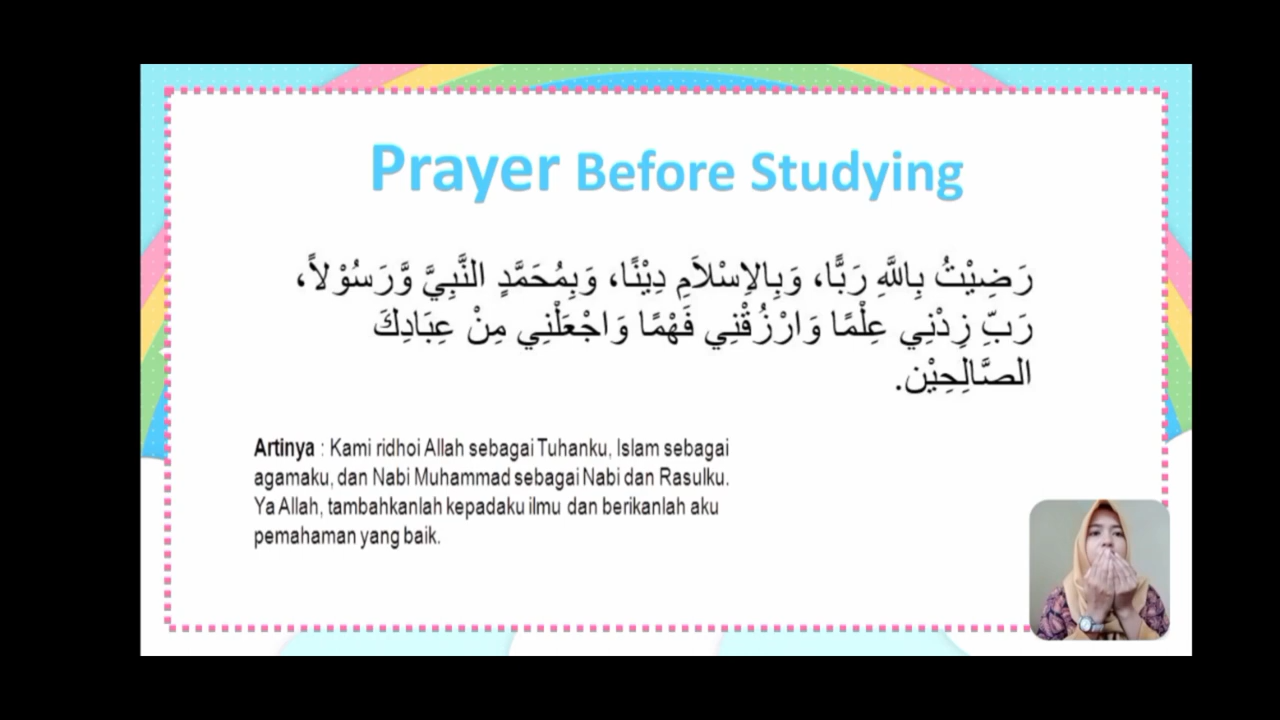 Prayer Before Studying
رَضِيْتُ بِاللَّهِ رَبًّا، وَبِالإِسْلَامِ دِيْنًا، وَبِمُحَمَّدٍ النَّبِيَّ وَّرَسُوْلاً،
رَبِّ زِدْنِي عِلْمًا وَارْزُقْنِي فَهْمًا وَاجْعَلْنِي مِنْ عِبَادِكَ
الصَّالِحِيْن.
Artinya : Kami ridhoi Allah sebagai Tuhanku, Islam sebagai
agamaku, dan Nabi Muhammad sebagai Nabi dan Rasulku.
Ya Allah, tambahkanlah kepadaku ilmu dan berikanlah aku
pemahaman yang baik.